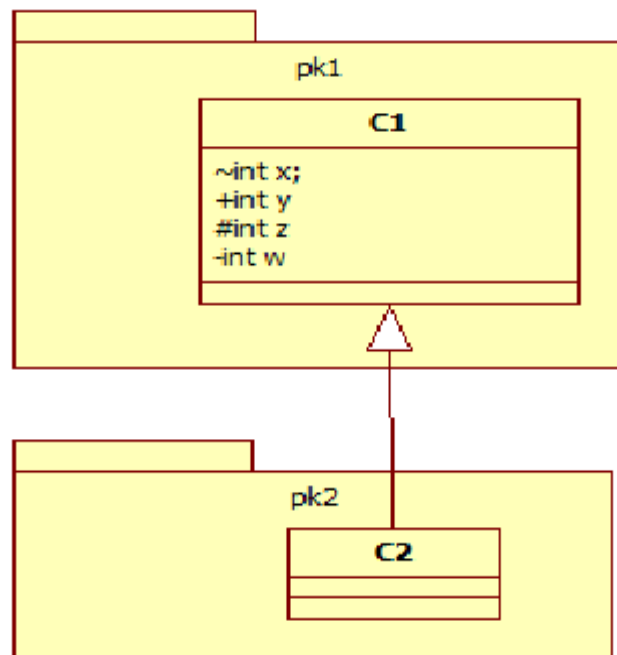 pk1
C1
~int x;
+int y
#int z
-int w
pk2
C2